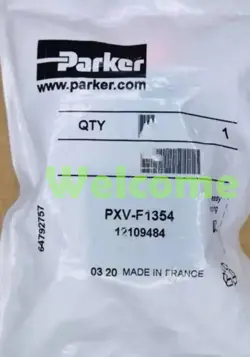 Parker
www.parker.com
QTY
1
Welcome
PXV-F1354
12109484
64792757
03 20 MADE IN FRANCE